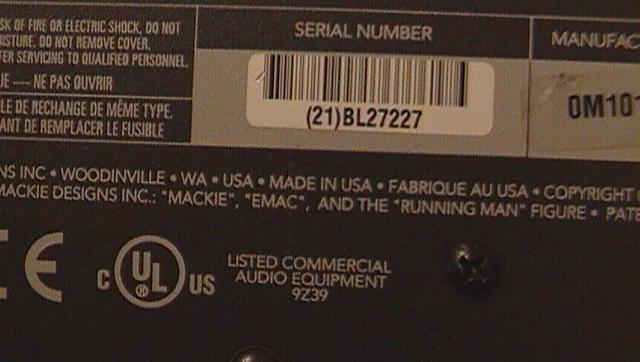 SK OF FIRE OR ELECTRIC SHOCK, DO NOT
ISTURE. DO NOT REMOVE COVER.
FER SERVICING TO QUALIFIED PERSONNEL.
UE — NE PAS OUVRIR
LE DE RECHANGE DE MÊME TYPE.
ANT DE REMPLACER LE FUSIBLE
SERIAL NUMBER
(21)BL27227
MANUFAC
0M101
NS INC • WOODINVILLE • WA • USA • MADE IN USA • FABRIQUE AU USA • COPYRIGHT
MACKIE DESIGNS INC.: "MACKIE", "EMAC", AND THE "RUNNING MAN" FIGURE • PATE
CE
C UL ® US
LISTED COMMERCIAL
AUDIO EQUIPMENT
9Z39